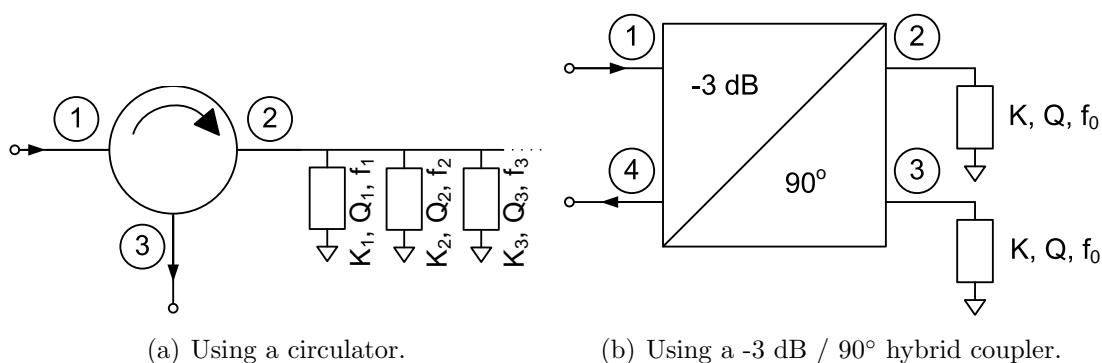 1
2
3
K₁, Q₁, f₁
K₂, Q₂, f₂
K₃, Q₃, f₃
1
2
-3 dB
K, Q, f₀
4
3
90°
K, Q, f₀
(a) Using a circulator.
(b) Using a -3 dB / 90° hybrid coupler.